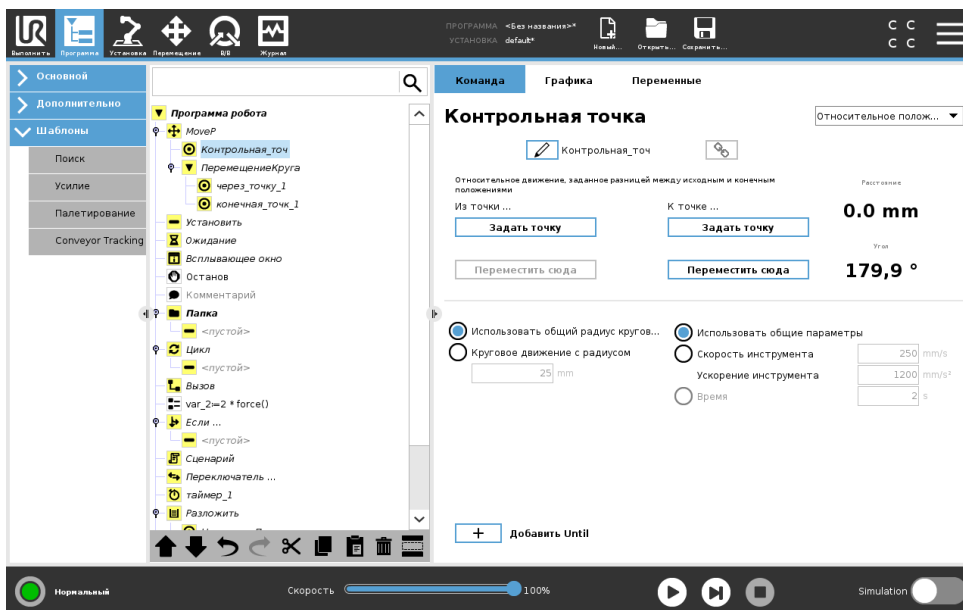 Выполнить Программа Установка Перемещение В/В Журнал
ПРОГРАММА <Без названия>*
УСТАНОВКА default*
Новый... Открыть... Сохранить...
C C
C C
Основной
Дополнительно
Шаблоны
Поиск
Усилие
Палетирование
Conveyor Tracking
Программа робота
MoveP
Контрольная_точ
ПеремещениеКруга
через_точку_1
конечная_точк_1
Установить
Ожидание
Всплывающее окно
Останов
Комментарий
Папка
<пустой>
Цикл
<пустой>
Вызов
var_2≔2 * force()
Если ...
<пустой>
Сценарий
Переключатель ...
таймер_1
Разложить
Команда Графика Переменные
Контрольная точка
Относительное полож...
Контрольная_точ
Относительное движение, заданное разницей между исходным и конечным
положениями
Из точки ... К точке ...
Задать точку Задать точку
Переместить сюда Переместить сюда
Расстояние
0.0 mm
Угол
179,9 °
Использовать общий радиус кругов...
Круговое движение с радиусом
25 mm
Использовать общие параметры
Скорость инструмента 250 mm/s
Ускорение инструмента 1200 mm/s²
Время 2 s
+ Добавить Until
Нормальный
Скорость 100%
Simulation